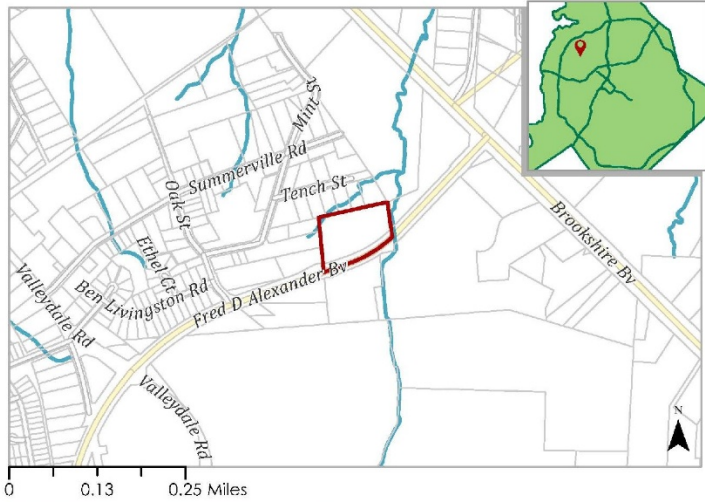 Mint St
Summerville Rd
Tench St
Oak St
Brookshire Bv
Ethel Ct
Ben Livingston Rd
Fred D Alexander Bv
Valleydale Rd
Valleydale Rd
N
0 0.13 0.25 Miles